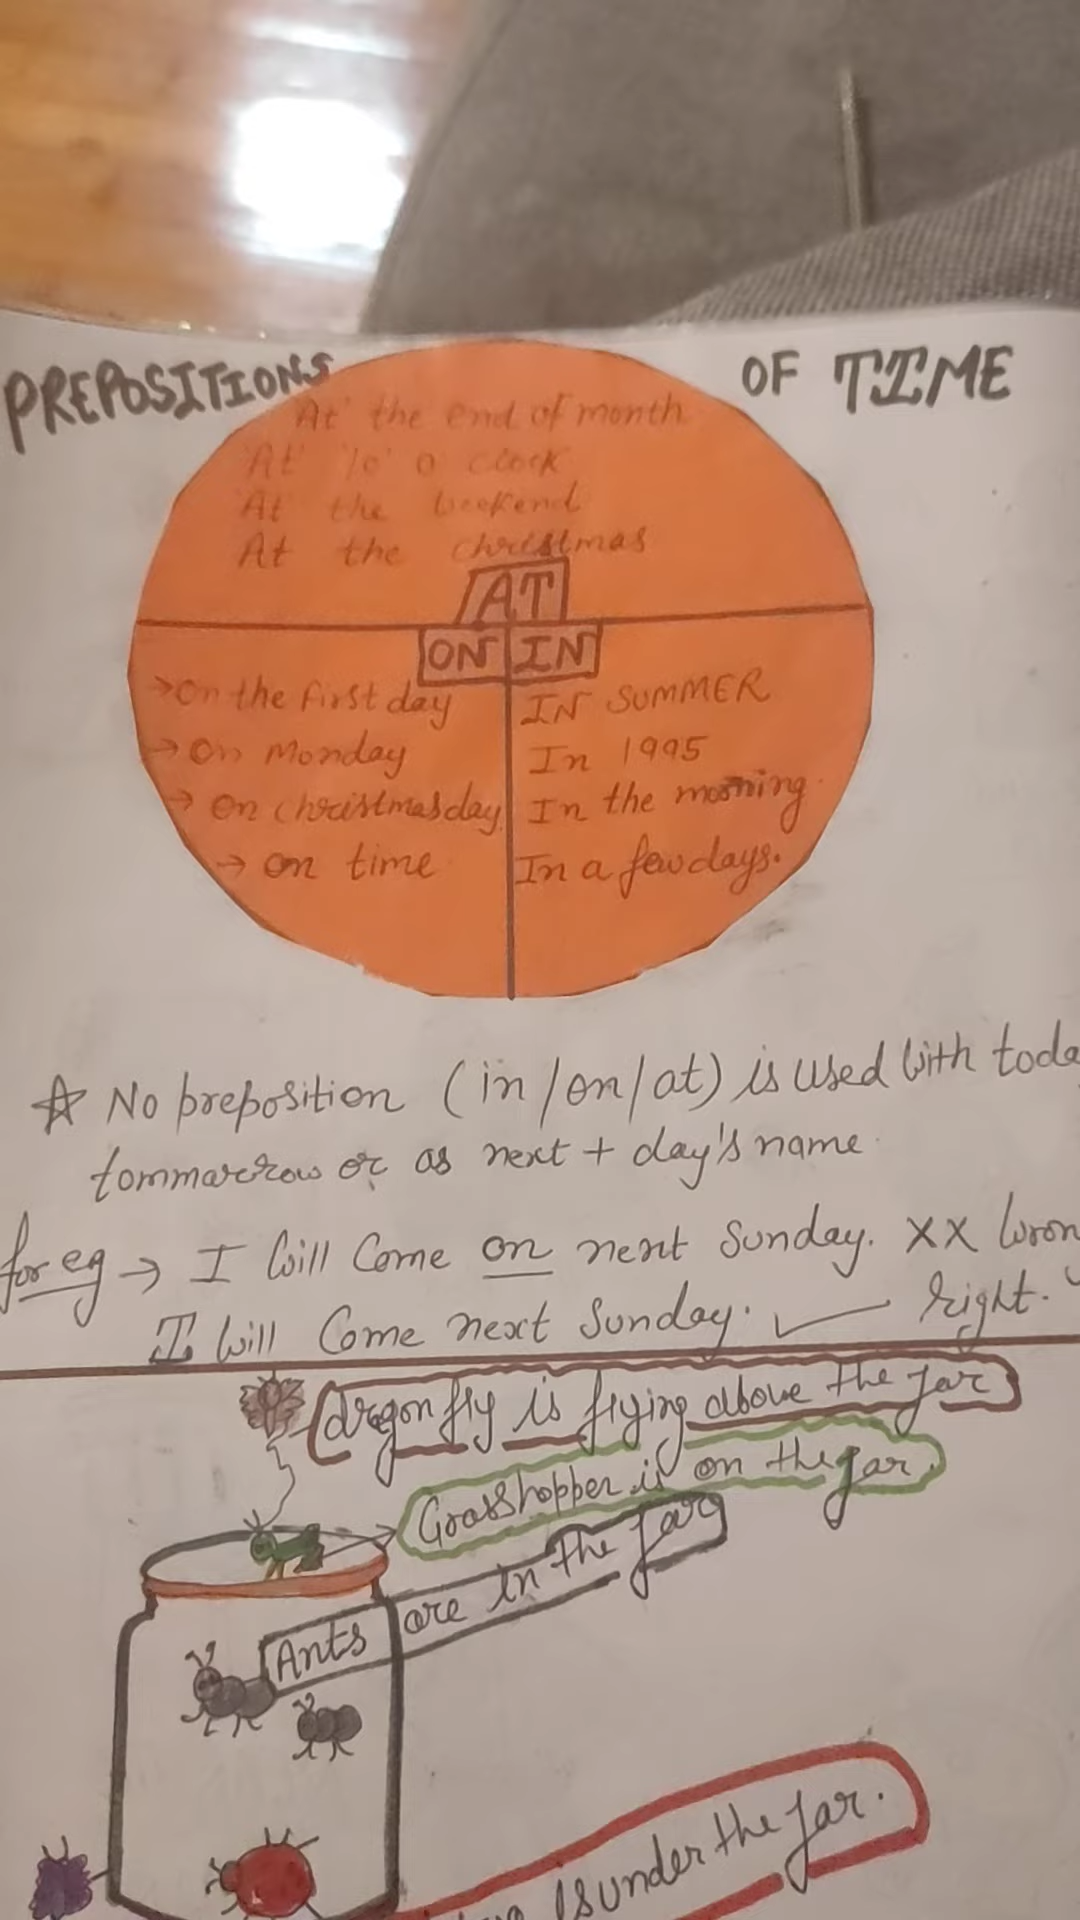 PREPOSITIONS OF TIME
At the end of month
At 10 o clock
At the weekend
At the christmas
AT
ON IN
→ On the first day
→ On Monday
→ On christmasday
→ on time
IN SUMMER
In 1995
In the morning
In a few days.
☆ No preposition (in/on/at) is used with toda
tommarrow or as next + day's name
for eg → I Will Come on next Sunday. XX Wron
I Will Come next Sunday. ✓ right.
dragonfly is flying above the jar
Grasshopper is on the jar.
Ants are in the jar
is under the jar.